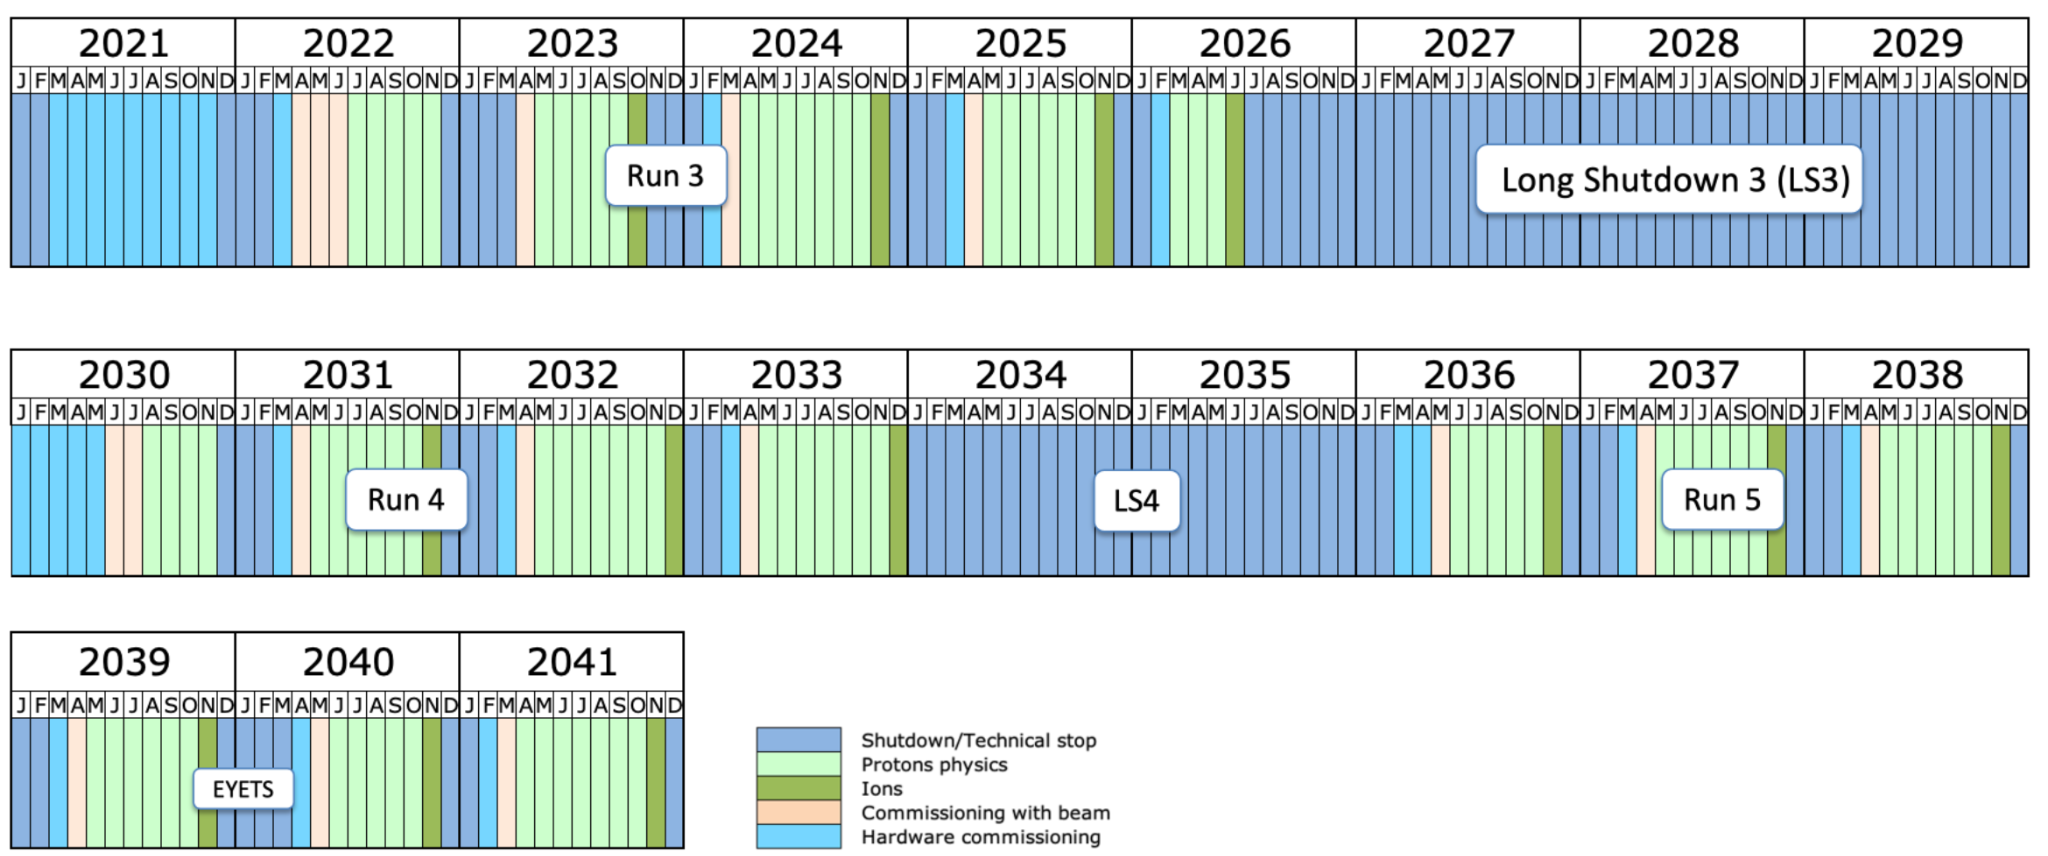 2021 2022 2023 2024 2025 2026 2027 2028 2029
J F M A M J J A S O N D J F M A M J J A S O N D J F M A M J J A S O N D J F M A M J J A S O N D J F M A M J J A S O N D J F M A M J J A S O N D J F M A M J J A S O N D J F M A M J J A S O N D J F M A M J J A S O N D
Run 3 Long Shutdown 3 (LS3)
2030 2031 2032 2033 2034 2035 2036 2037 2038
J F M A M J J A S O N D J F M A M J J A S O N D J F M A M J J A S O N D J F M A M J J A S O N D J F M A M J J A S O N D J F M A M J J A S O N D J F M A M J J A S O N D J F M A M J J A S O N D J F M A M J J A S O N D
Run 4 LS4 Run 5
2039 2040 2041
J F M A M J J A S O N D J F M A M J J A S O N D J F M A M J J A S O N D
EYETS
Shutdown/Technical stop
Protons physics
Ions
Commissioning with beam
Hardware commissioning